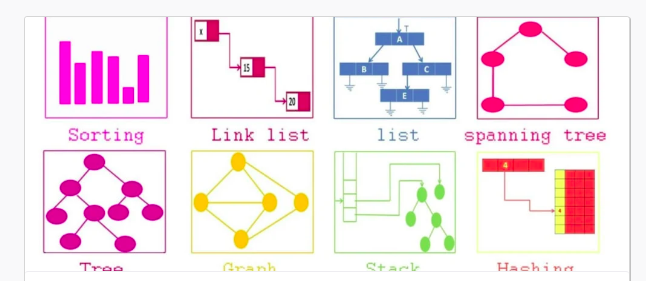 x
15
20
A
B
C
E
Sorting
Link list
list
spanning tree
4
Tree
Graph
Stack
Hashing